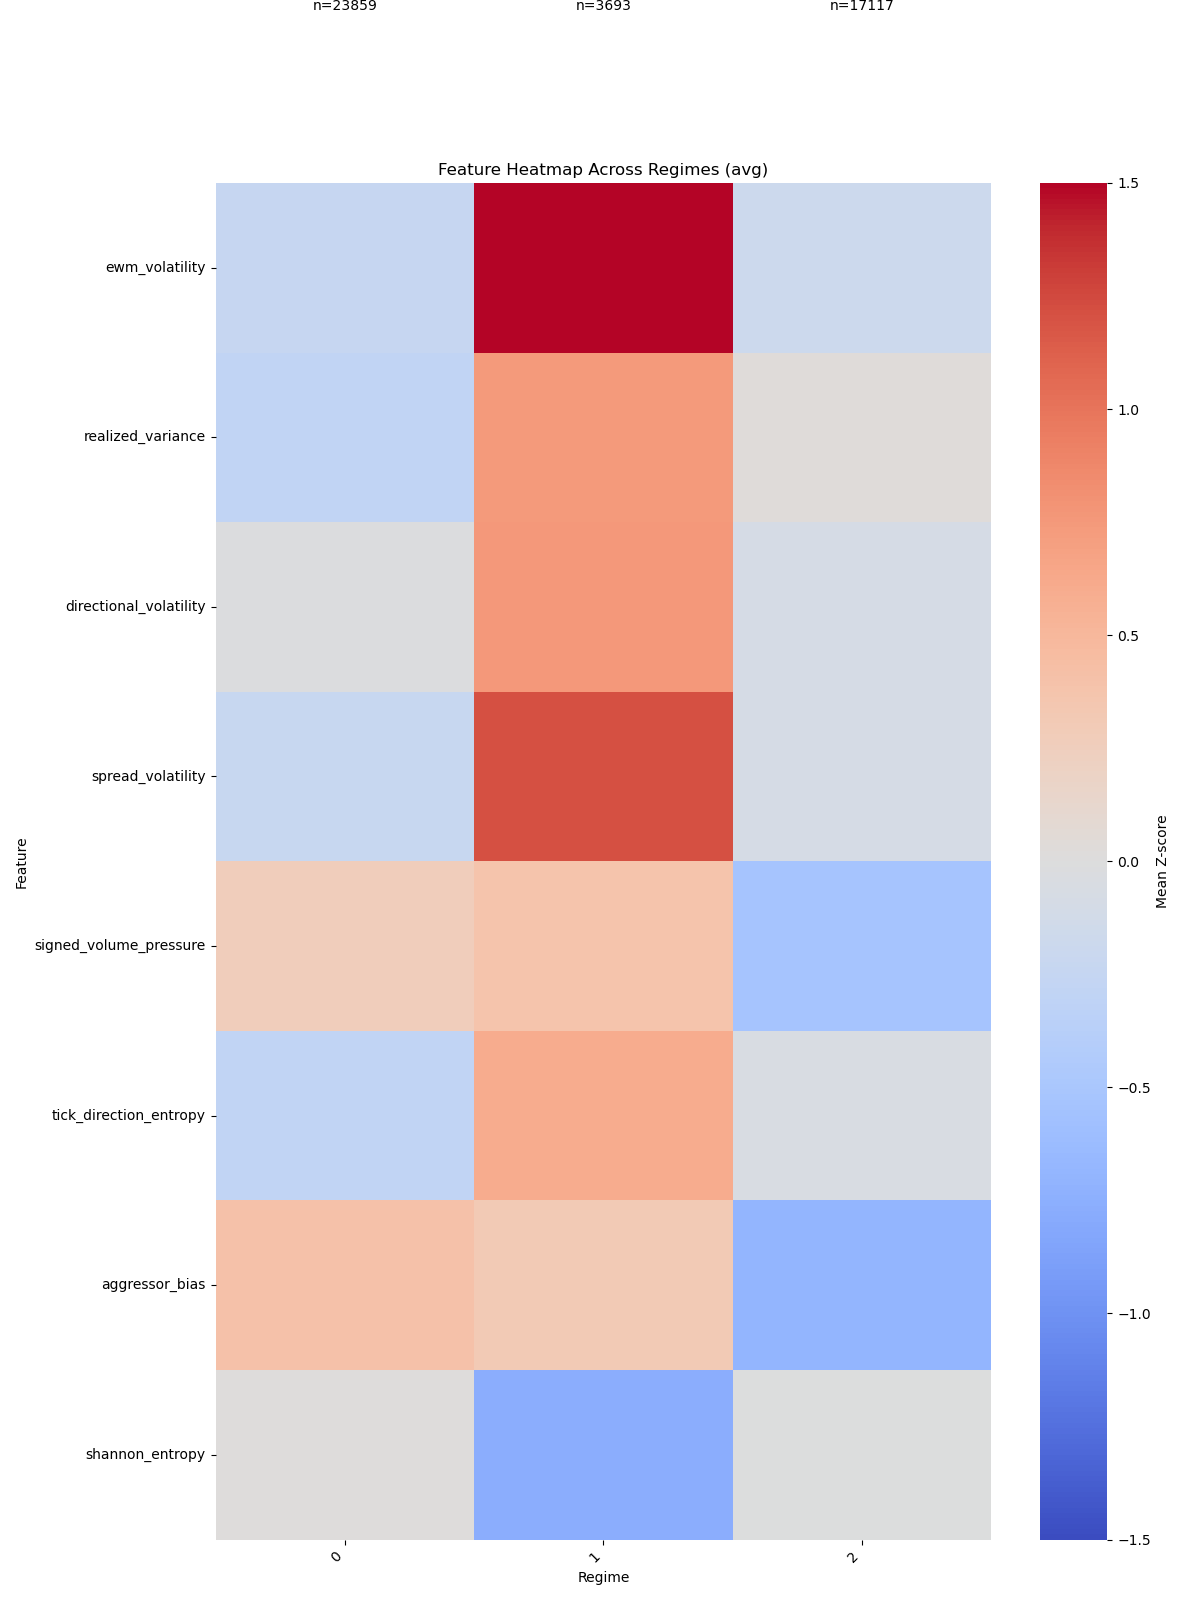 n=23859 n=3693 n=17117
Feature Heatmap Across Regimes (avg)
Feature
ewm_volatility
realized_variance
directional_volatility
spread_volatility
signed_volume_pressure
tick_direction_entropy
aggressor_bias
shannon_entropy
0 1 2
Regime
1.5
1.0
0.5
0.0
−0.5
−1.0
−1.5
Mean Z-score